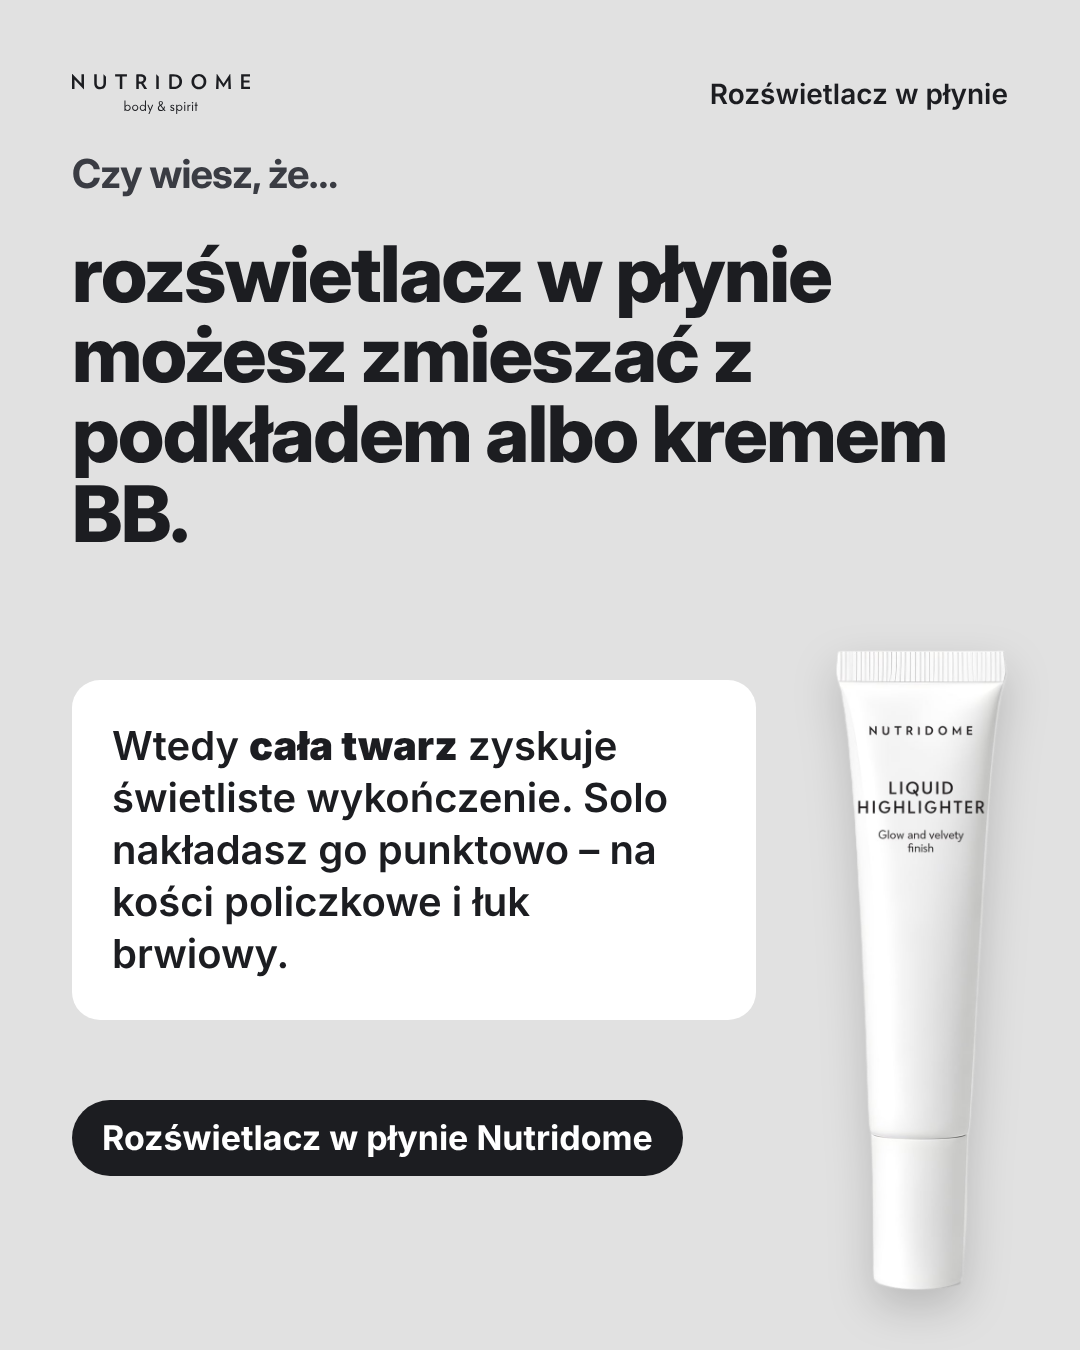 NUTRIDOME
body & spirit
Rozświetlacz w płynie
Czy wiesz, że...
rozświetlacz w płynie
możesz zmieszać z
podkładem albo kremem
BB.
Wtedy cała twarz zyskuje
świetliste wykończenie. Solo
nakładasz go punktowo – na
kości policzkowe i łuk
brwiowy.
NUTRIDOME
LIQUID
HIGHLIGHTER
Glow and velvety
finish
Rozświetlacz w płynie Nutridome